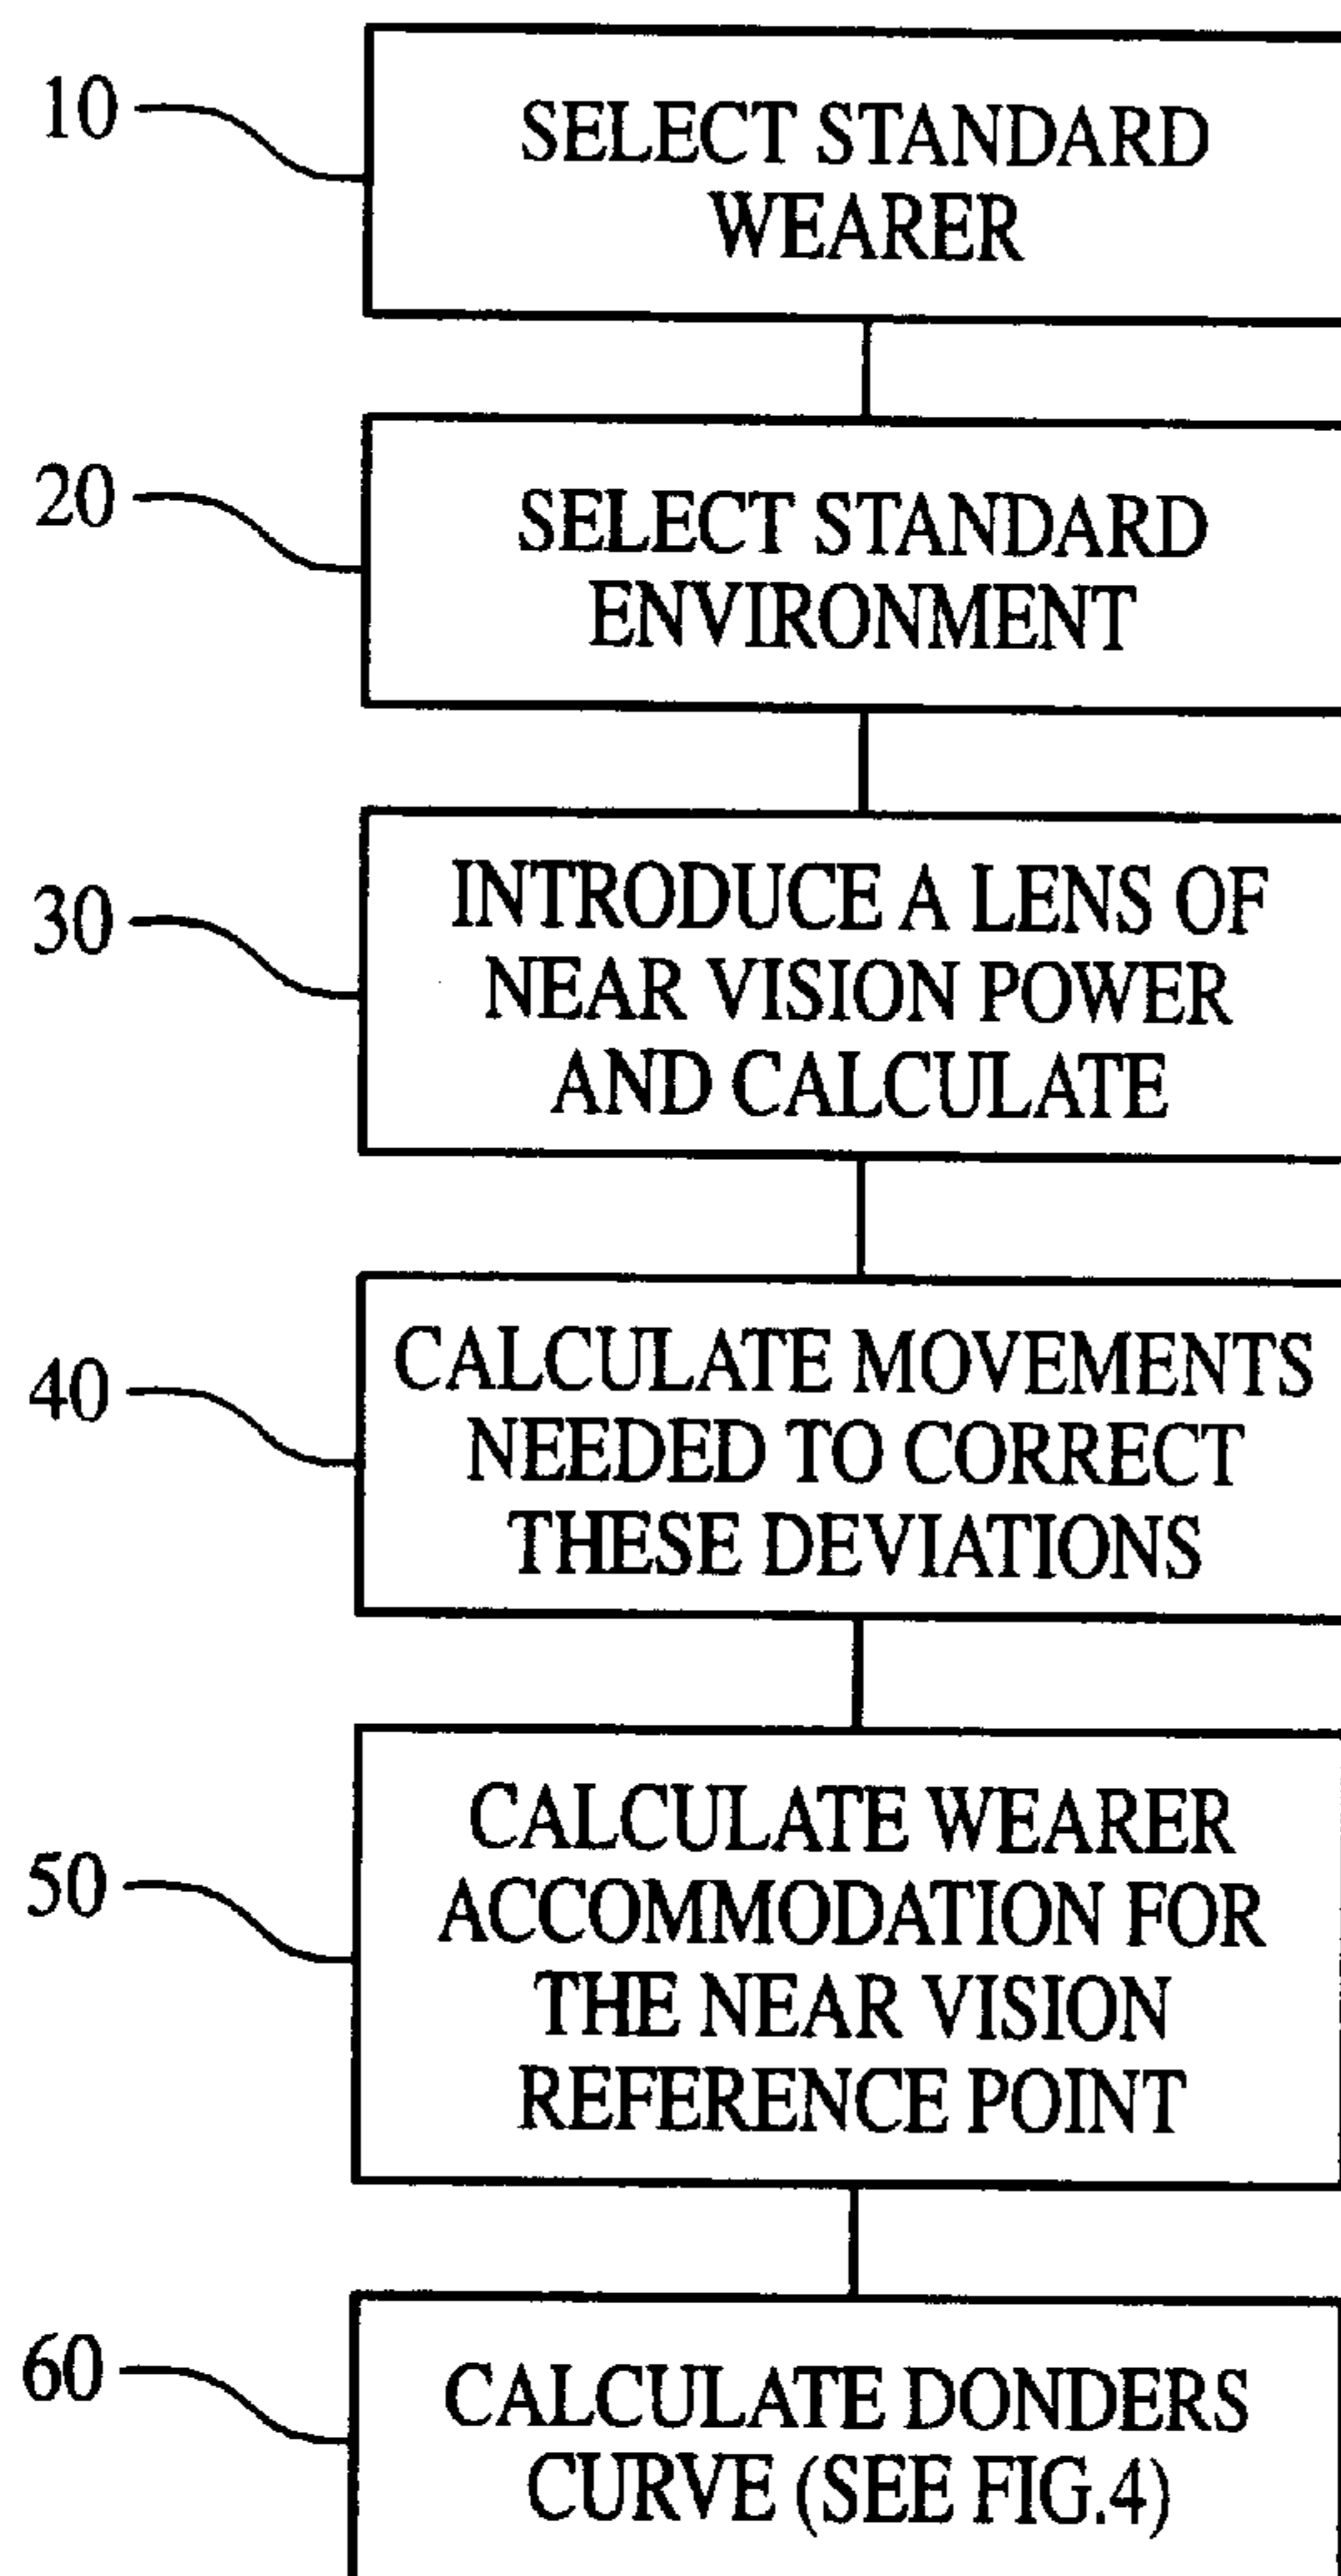 10
SELECT STANDARD
WEARER
20
SELECT STANDARD
ENVIRONMENT
30
INTRODUCE A LENS OF
NEAR VISION POWER
AND CALCULATE
40
CALCULATE MOVEMENTS
NEEDED TO CORRECT
THESE DEVIATIONS
50
CALCULATE WEARER
ACCOMMODATION FOR
THE NEAR VISION
REFERENCE POINT
60
CALCULATE DONDERS
CURVE (SEE FIG.4)